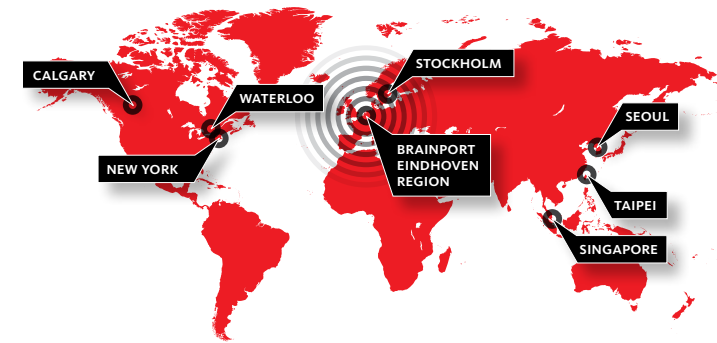 STOCKHOLM
CALGARY
WATERLOO
SEOUL
BRAINPORT
EINDHOVEN
REGION
NEW YORK
TAIPEI
SINGAPORE